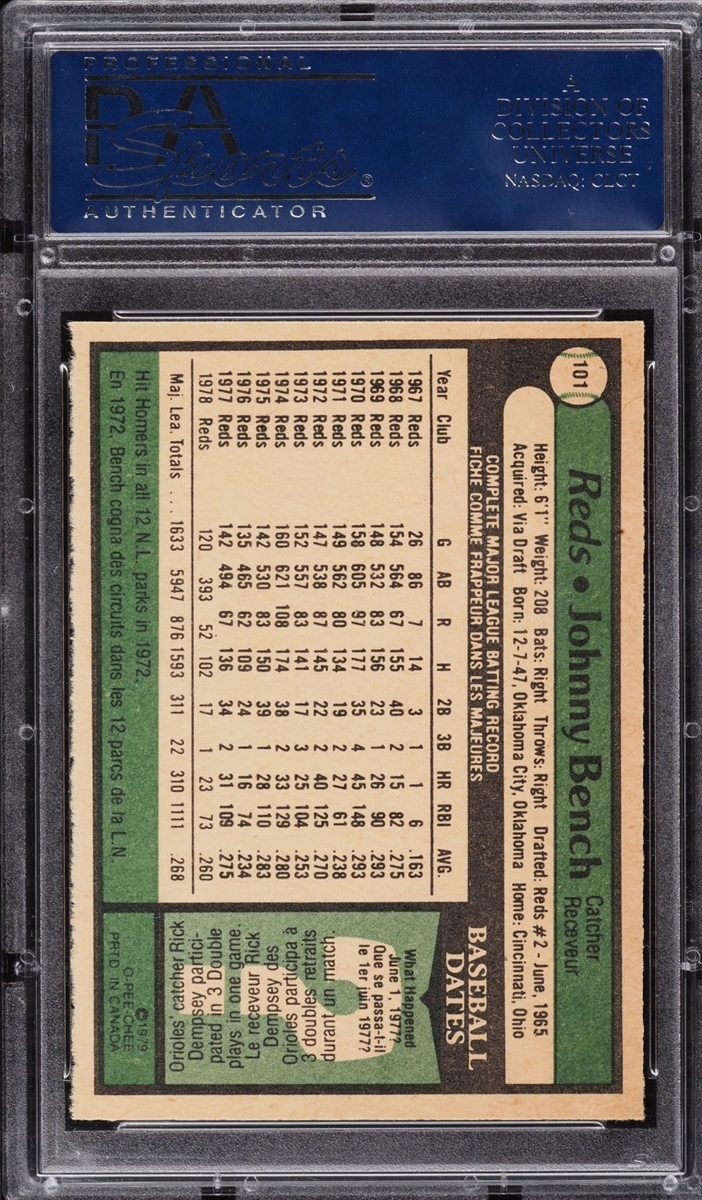 PROFESSIONAL
PSA
Sports®
AUTHENTICATOR
A
DIVISION OF
COLLECTORS
UNIVERSE
NASDAQ: CLCT
101
Reds • Johnny Bench
Catcher
Receveur
Height: 6'1" Weight: 208 Bats: Right Throws: Right Drafted: Reds #2 - June, 1965
Acquired: Via Draft Born: 12-7-47, Oklahoma City, Oklahoma Home: Cincinnati, Ohio
COMPLETE MAJOR LEAGUE BATTING RECORD
FICHE COMME FRAPPEUR DANS LES MAJEURES
Year Club G AB R H 2B 3B HR RBI AVG.
1967 Reds 26 86 7 14 3 1 1 6 .163
1968 Reds 154 564 67 155 40 2 15 82 .275
1969 Reds 148 532 83 156 23 1 26 90 .293
1970 Reds 158 605 97 177 35 4 45 148 .293
1971 Reds 149 562 80 134 19 2 27 61 .238
1972 Reds 147 538 87 145 22 2 40 125 .270
1973 Reds 152 557 83 141 17 3 25 104 .253
1974 Reds 160 621 108 174 38 2 33 129 .280
1975 Reds 142 530 83 150 39 1 28 110 .283
1976 Reds 135 465 62 109 24 1 16 74 .234
1977 Reds 142 494 67 136 34 2 31 109 .275
1978 Reds 120 393 52 102 17 1 23 73 .260
Maj. Lea. Totals . . . 1633 5947 876 1593 311 22 310 1111 .268
Hit Homers in all 12 N.L. parks in 1972.
En 1972, Bench cogna des circuits dans les 12 parcs de la L.N.
BASEBALL
DATES
What Happened
June 1, 1977?
Que se passa-t-il
le 1er juin 1977?
Orioles catcher Rick
Dempsey partici-
pated in 3 Double
plays in one game.
Le receveur Rick
Dempsey des
Orioles participa à
3 doubles retraits
durant un match.
©1979
O-PEE-CHEE
PRTD. IN CANADA